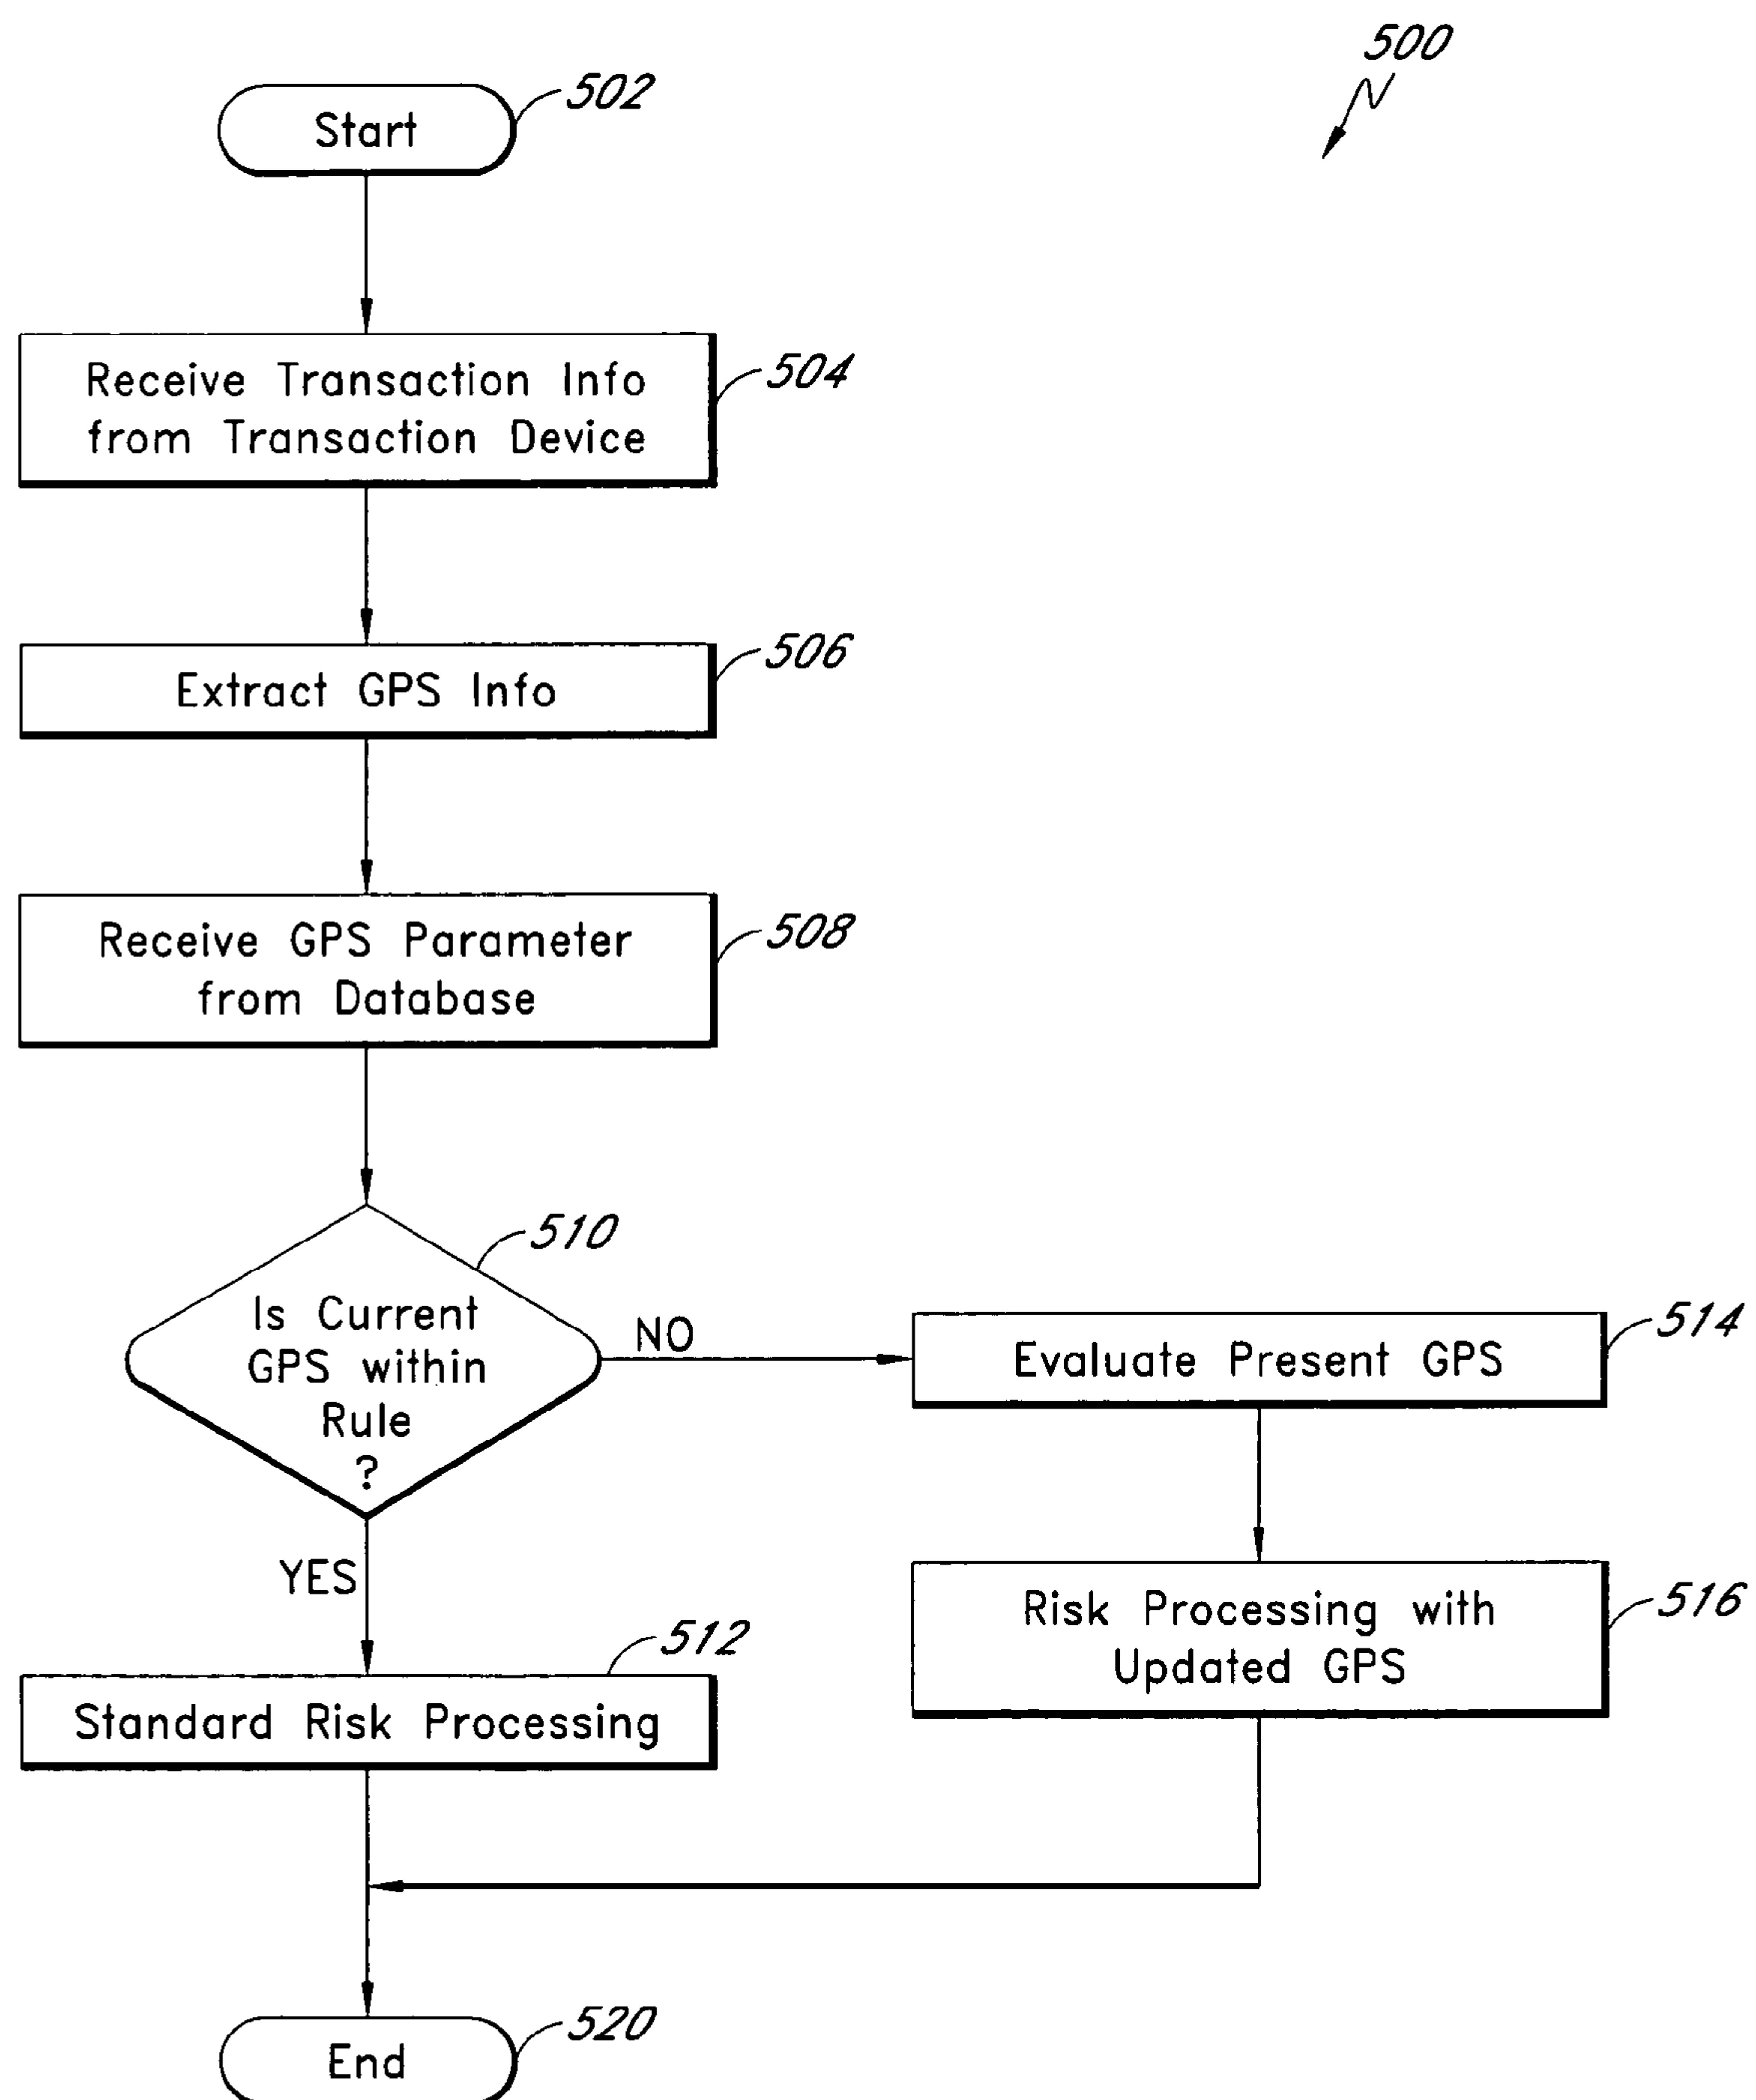 500
Start
502
Receive Transaction Info
from Transaction Device
504
Extract GPS Info
506
Receive GPS Parameter
from Database
508
Is Current
GPS within
Rule
?
510
NO
YES
Evaluate Present GPS
514
Risk Processing with
Updated GPS
516
Standard Risk Processing
512
End
520